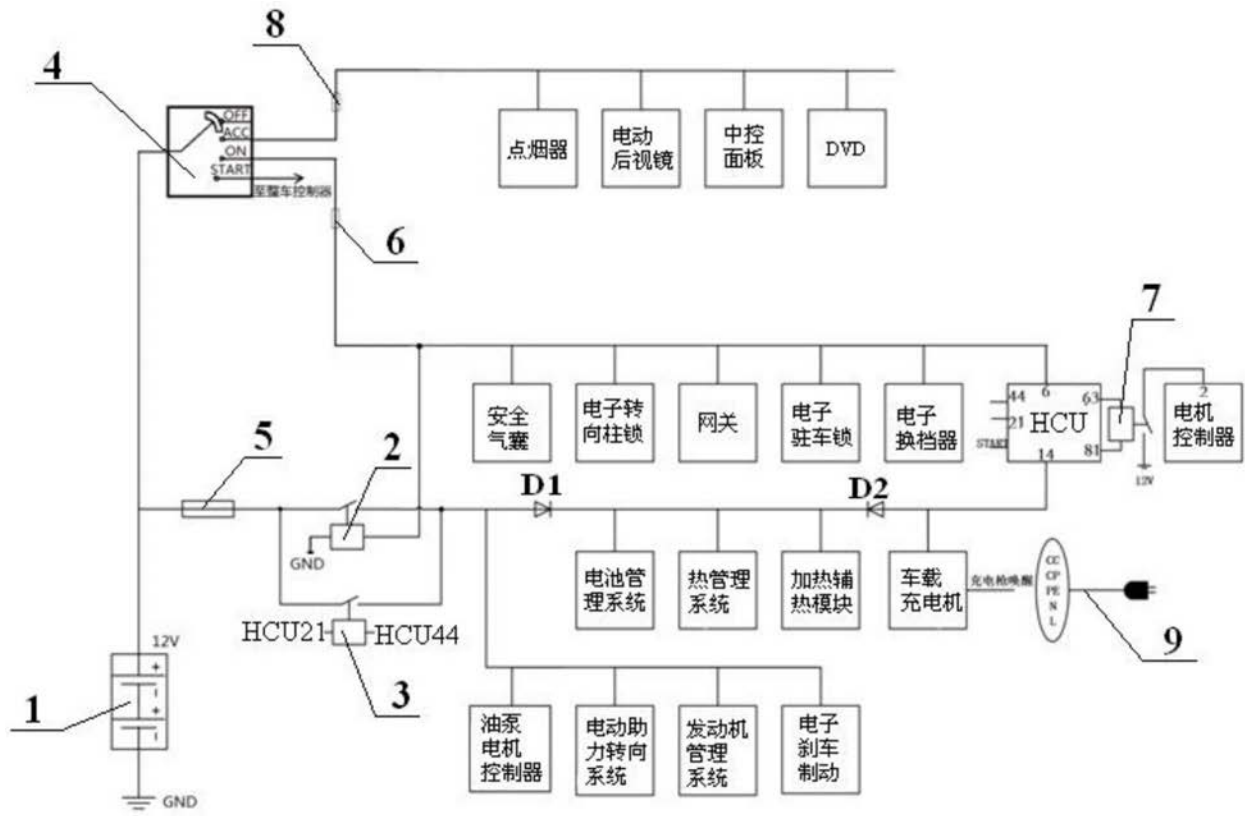 8
4
OFF
ACC
ON
START
至整车控制器
点烟器
电动
后视镜
中控
面板
DVD
6
7
安全
气囊
电子转
向柱锁
网关
电子
驻车锁
电子
换档器
44
6
63
21
HCU
START
14
81
12V
2
电机
控制器
5
2
D1
D2
GND
电池管
理系统
热管理
系统
加热辅
热模块
车载
充电机
充电枪唤醒
CC
CP
PE
N
L
9
HCU21
HCU44
3
12V
+
+
1
GND
油泵
电机
控制器
电动助
力转向
系统
发动机
管理
系统
电子
刹车
制动